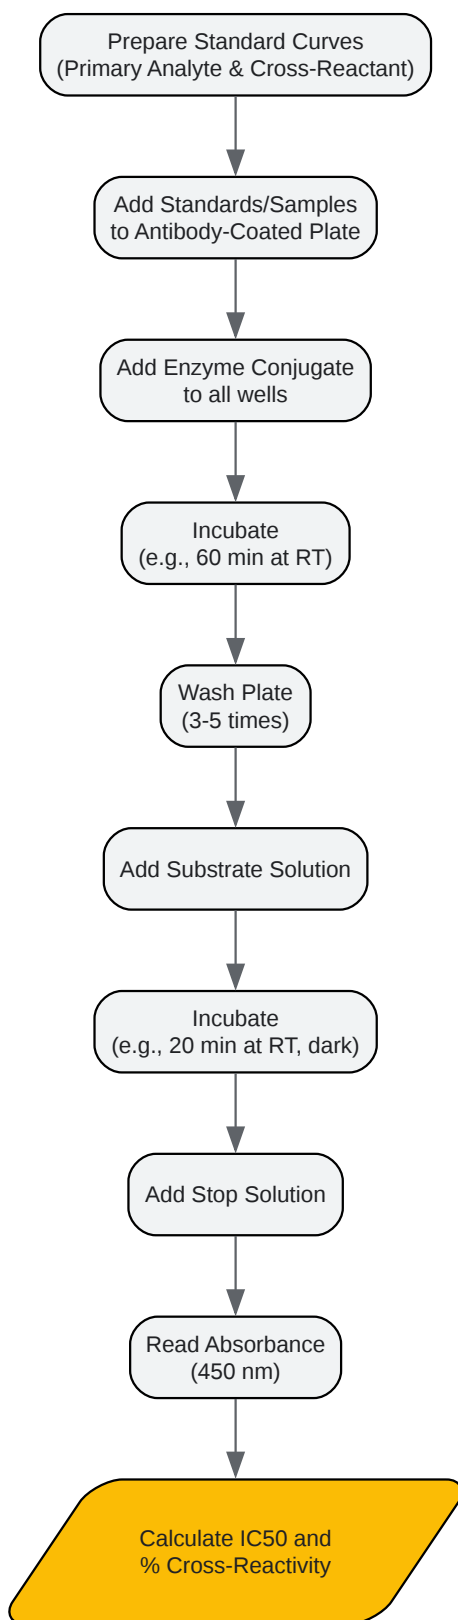 Prepare Standard Curves
(Primary Analyte & Cross-Reactant)
Add Standards/Samples
to Antibody-Coated Plate
Add Enzyme Conjugate
to all wells
Incubate
(e.g., 60 min at RT)
Wash Plate
(3-5 times)
Add Substrate Solution
Incubate
(e.g., 20 min at RT, dark)
Add Stop Solution
Read Absorbance
(450 nm)
Calculate IC50 and
% Cross-Reactivity